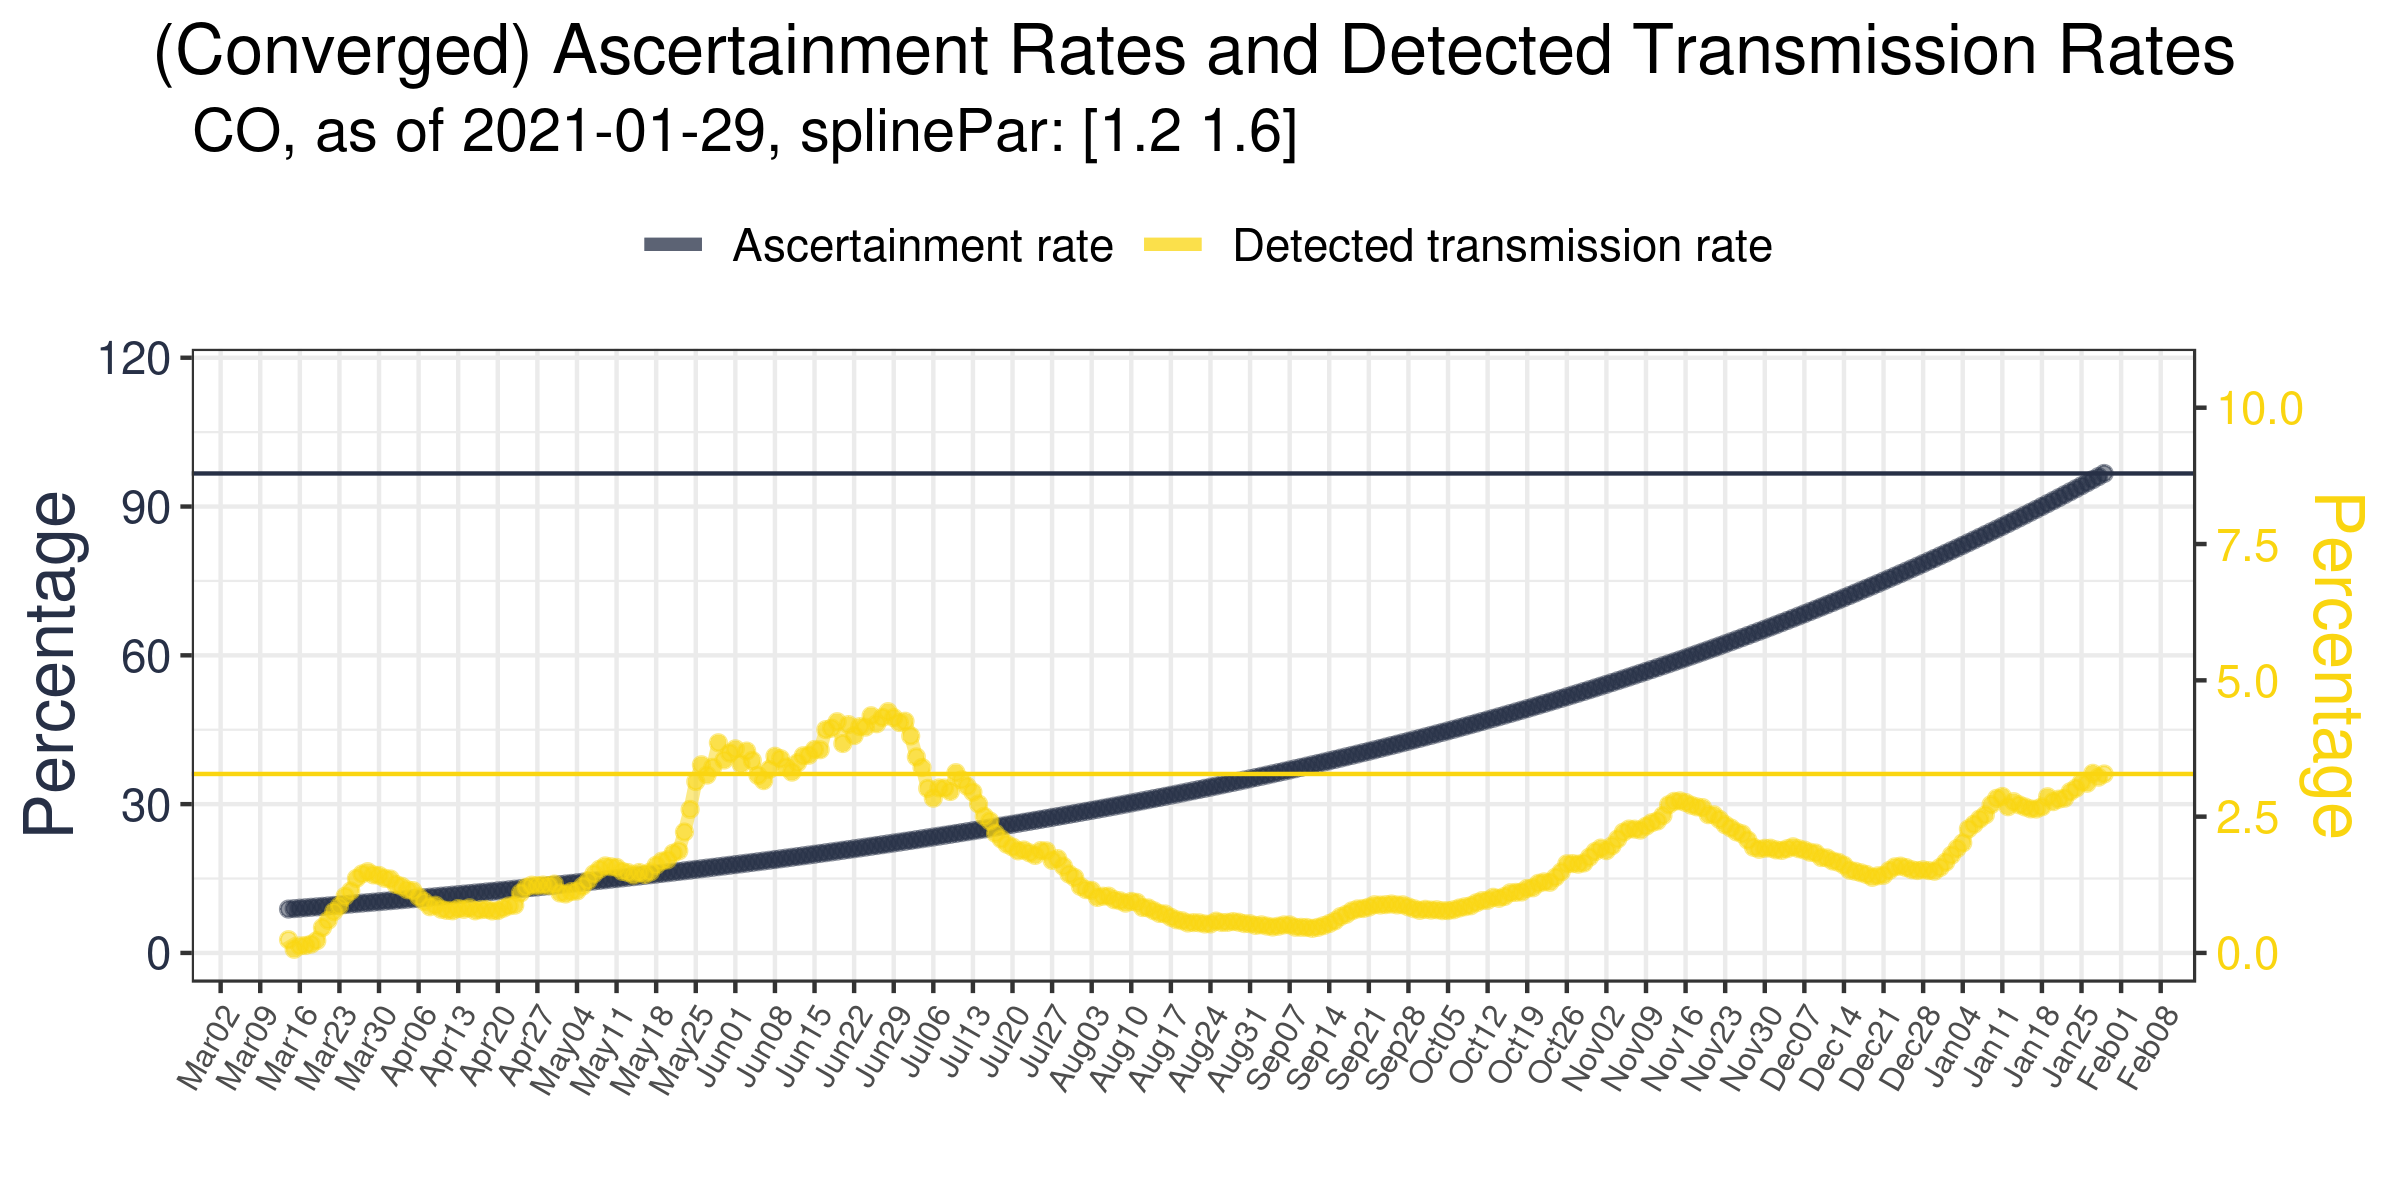 (Converged) Ascertainment Rates and Detected Transmission Rates
CO, as of 2021-01-29, splinePar: [1.2 1.6]
Ascertainment rate
Detected transmission rate
Percentage
120
90
60
30
0
10.0
7.5
5.0
2.5
0.0
Percentage
Mar02
Mar09
Mar16
Mar23
Mar30
Apr06
Apr13
Apr20
Apr27
May04
May11
May18
May25
Jun01
Jun08
Jun15
Jun22
Jun29
Jul06
Jul13
Jul20
Jul27
Aug03
Aug10
Aug17
Aug24
Aug31
Sep07
Sep14
Sep21
Sep28
Oct05
Oct12
Oct19
Oct26
Nov02
Nov09
Nov16
Nov23
Nov30
Dec07
Dec14
Dec21
Dec28
Jan04
Jan11
Jan18
Jan25
Feb01
Feb08